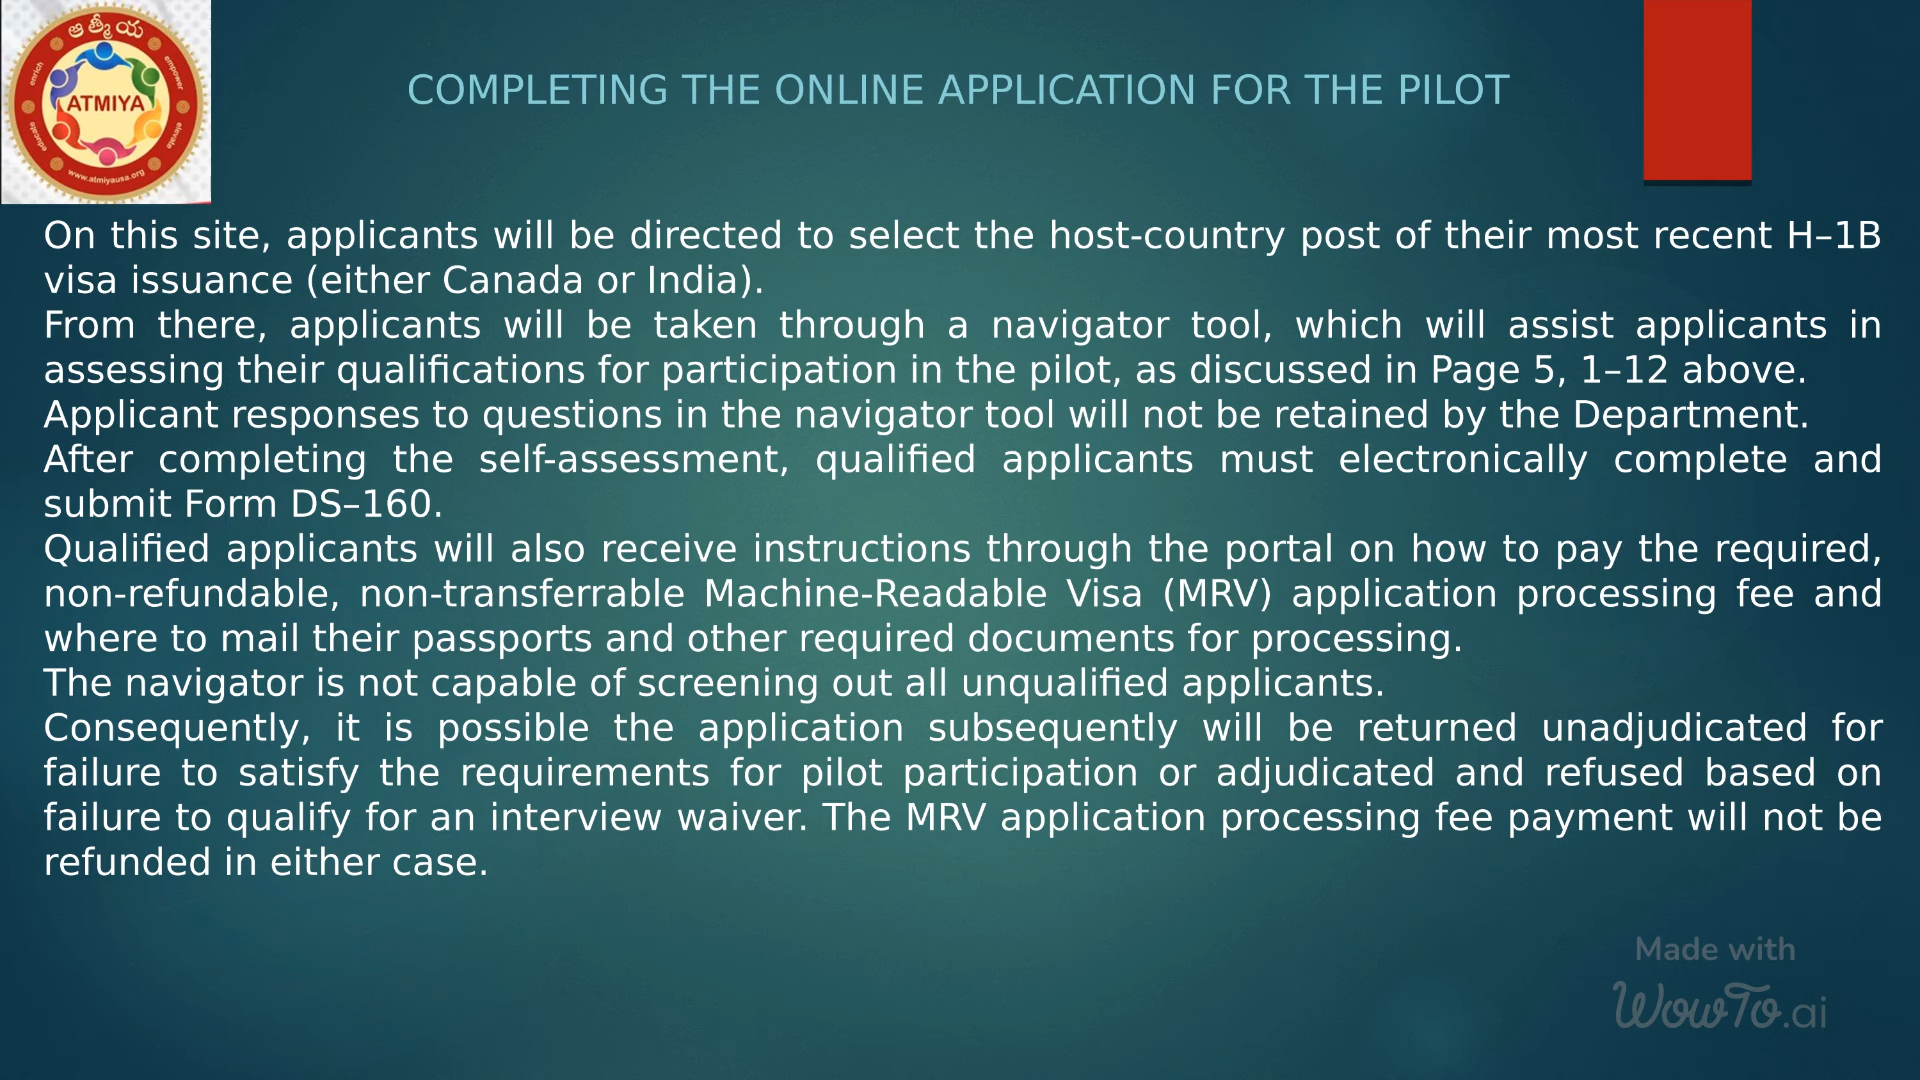 ఆత్మీయ
enrich
empower
ATMIYA
educate
elevate
www.atmiyausa.org
COMPLETING THE ONLINE APPLICATION FOR THE PILOT
On this site, applicants will be directed to select the host-country post of their most recent H–1B
visa issuance (either Canada or India).
From there, applicants will be taken through a navigator tool, which will assist applicants in
assessing their qualifications for participation in the pilot, as discussed in Page 5, 1–12 above.
Applicant responses to questions in the navigator tool will not be retained by the Department.
After completing the self-assessment, qualified applicants must electronically complete and
submit Form DS–160.
Qualified applicants will also receive instructions through the portal on how to pay the required,
non-refundable, non-transferrable Machine-Readable Visa (MRV) application processing fee and
where to mail their passports and other required documents for processing.
The navigator is not capable of screening out all unqualified applicants.
Consequently, it is possible the application subsequently will be returned unadjudicated for
failure to satisfy the requirements for pilot participation or adjudicated and refused based on
failure to qualify for an interview waiver. The MRV application processing fee payment will not be
refunded in either case.
Made with
WowTo.ai